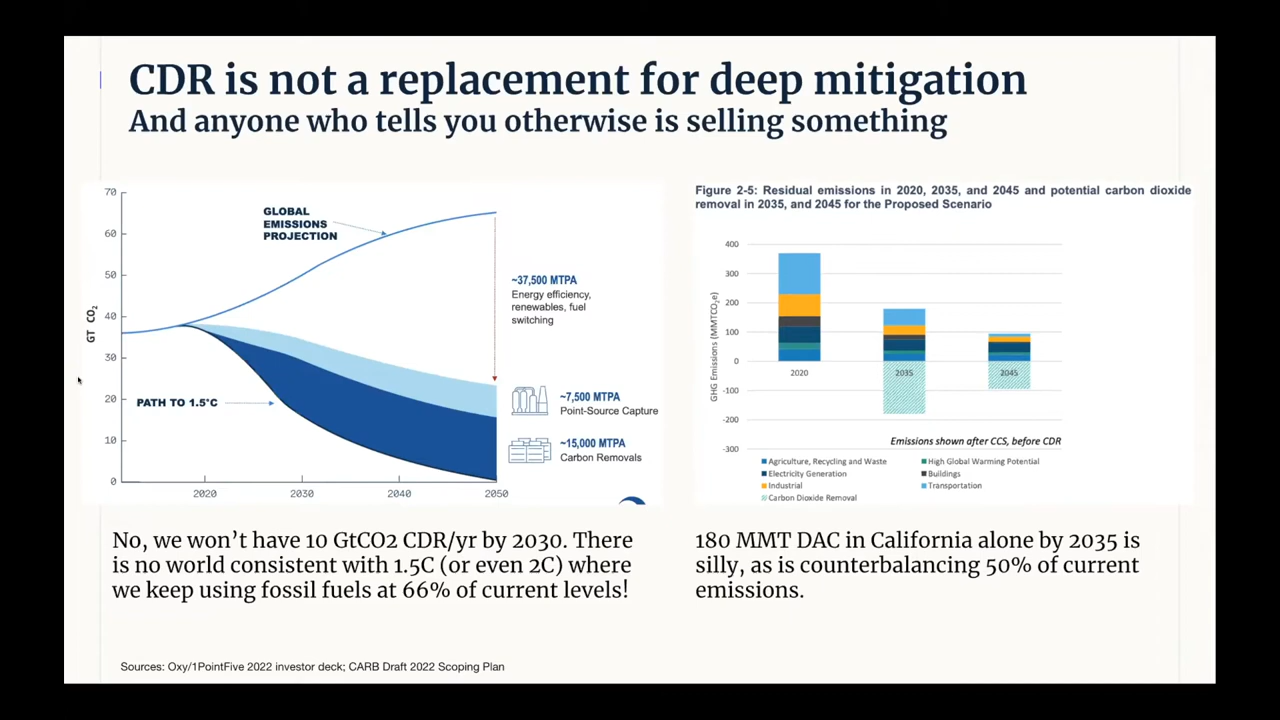 CDR is not a replacement for deep mitigation
And anyone who tells you otherwise is selling something
70
60
50
40
30
20
10
0
GT CO2
2020
2030
2040
2050
GLOBAL
EMISSIONS
PROJECTION
PATH TO 1.5°C
~37,500 MTPA
Energy efficiency,
renewables, fuel
switching
~7,500 MTPA
Point-Source Capture
~15,000 MTPA
Carbon Removals
No, we won’t have 10 GtCO2 CDR/yr by 2030. There
is no world consistent with 1.5C (or even 2C) where
we keep using fossil fuels at 66% of current levels!
Figure 2-5: Residual emissions in 2020, 2035, and 2045 and potential carbon dioxide
removal in 2035, and 2045 for the Proposed Scenario
400
300
200
100
0
-100
-200
-300
GHG Emissions (MMTCO2e)
2020
2035
2045
Emissions shown after CCS, before CDR
Agriculture, Recycling and Waste
High Global Warming Potential
Electricity Generation
Buildings
Industrial
Transportation
Carbon Dioxide Removal
180 MMT DAC in California alone by 2035 is
silly, as is counterbalancing 50% of current
emissions.
Sources: Oxy/1PointFive 2022 investor deck; CARB Draft 2022 Scoping Plan